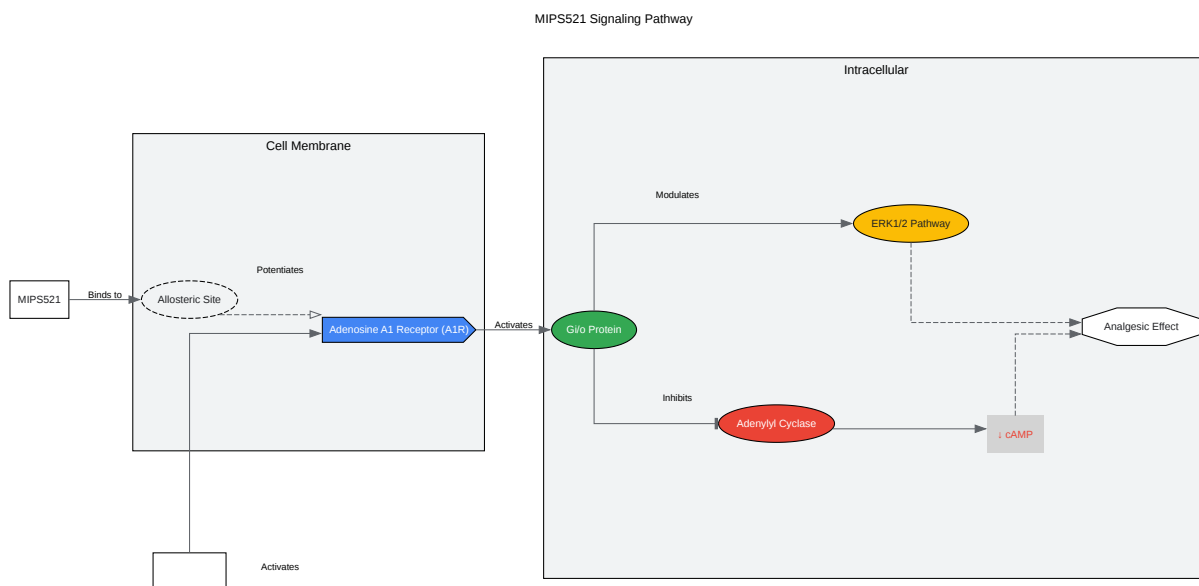 MIPS521 Signaling Pathway
Intracellular
Cell Membrane
Modulates
ERK1/2 Pathway
Potentiates
MIPS521
Binds to
Allosteric Site
Adenosine A1 Receptor (A1R)
Activates
Gi/o Protein
Analgesic Effect
Inhibits
Adenylyl Cyclase
↓ cAMP
Activates